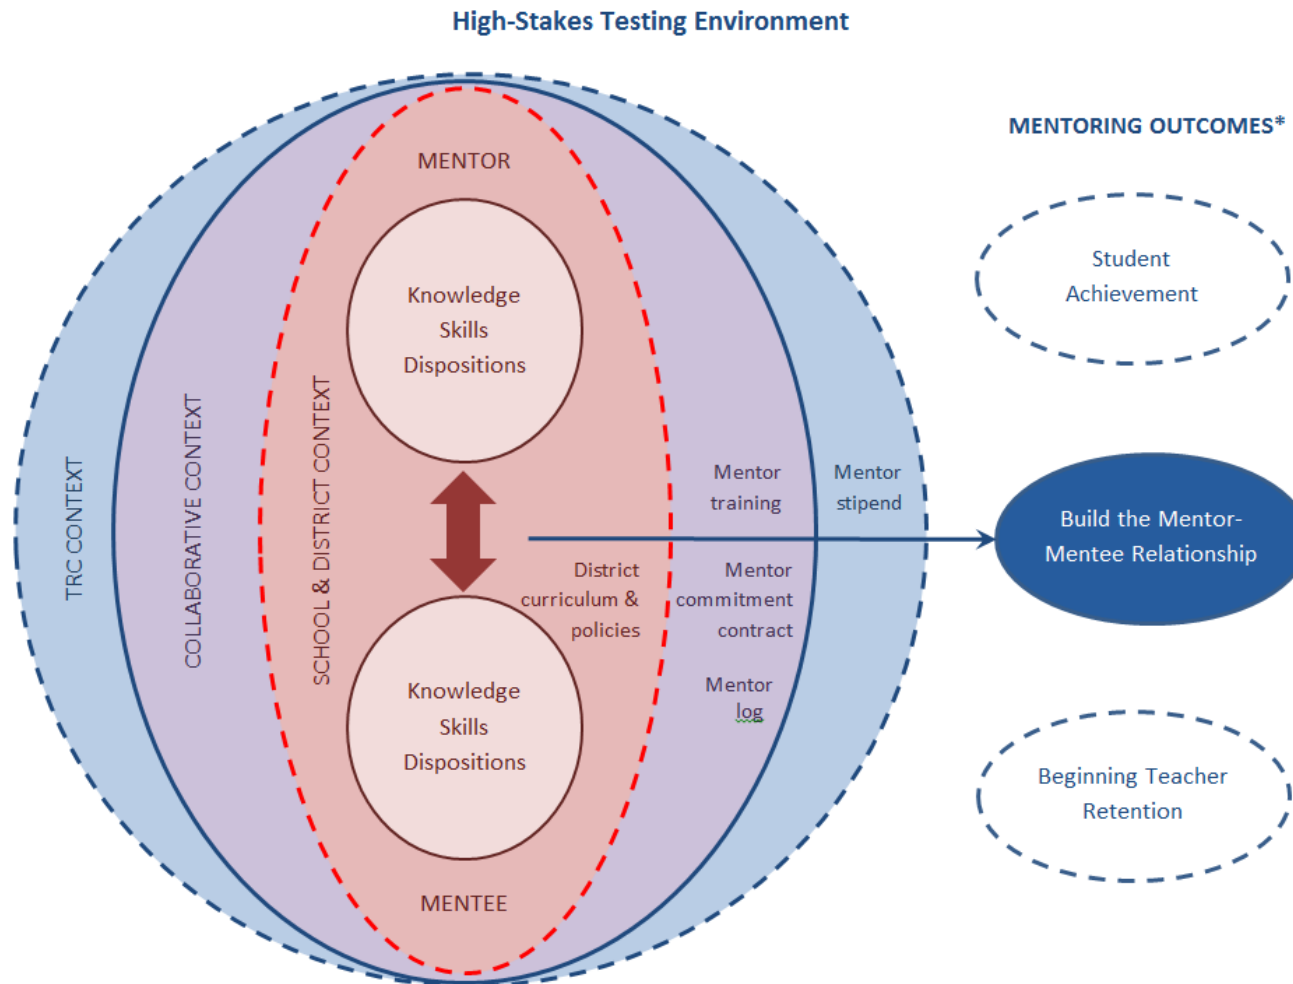 High-Stakes Testing Environment
MENTORING OUTCOMES*
MENTOR
Knowledge
Skills
Dispositions
TRC CONTEXT
COLLABORATIVE CONTEXT
SCHOOL & DISTRICT CONTEXT
District
curriculum &
policies
Mentor
training
Mentor
commitment
contract
Mentor
log
Mentor
stipend
Knowledge
Skills
Dispositions
MENTEE
Student
Achievement
Build the Mentor-
Mentee Relationship
Beginning Teacher
Retention